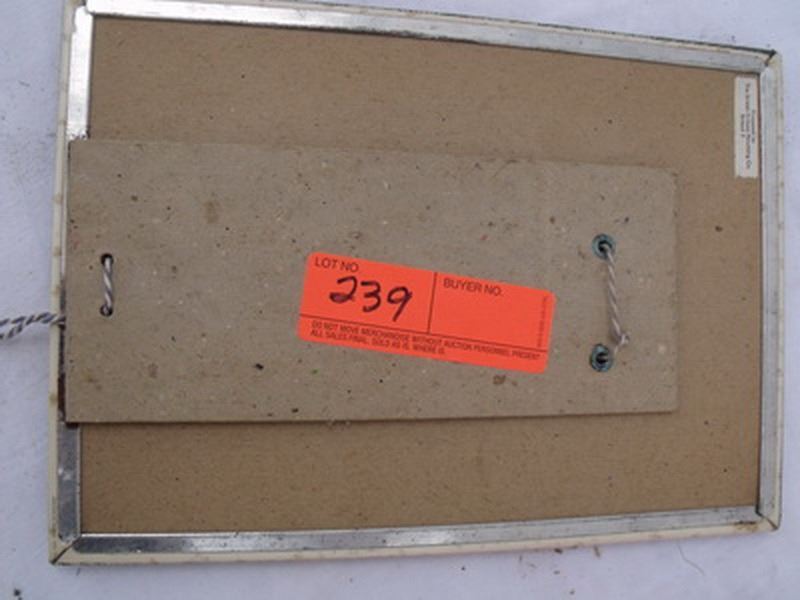 LOT NO.
239
BUYER NO.
DO NOT MOVE MERCHANDISE WITHOUT AUCTION PERSONNEL PRESENT
ALL SALES FINAL. SOLD AS IS, WHERE IS.